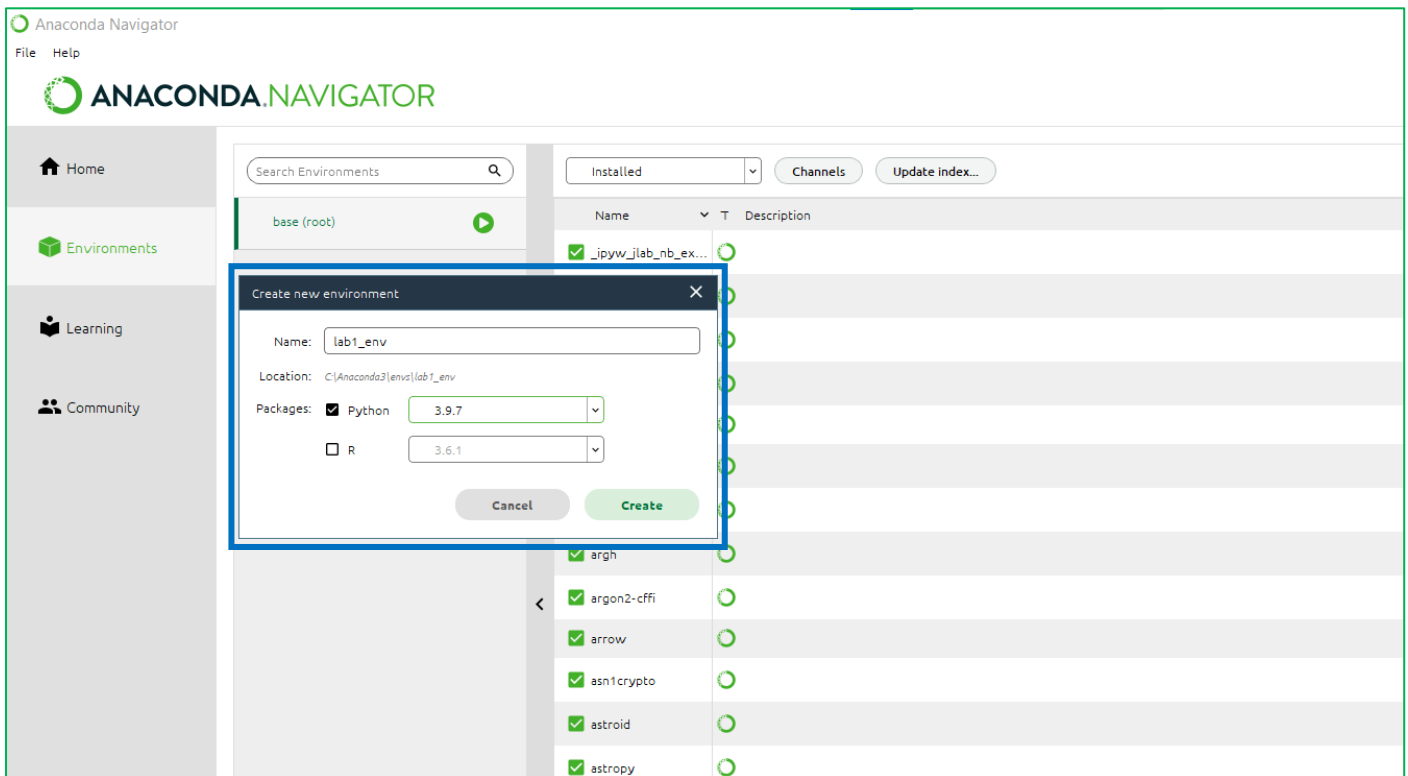 Anaconda Navigator
File Help
ANACONDA.NAVIGATOR
Home
Environments
Learning
Community
Search Environments
base (root)
Installed
Channels
Update index...
Name T Description
_ipyw_jlab_nb_ex...
Create new environment
Name: lab1_env
Location: C:\Anaconda3\envs\lab1_env
Packages: Python 3.9.7
R 3.6.1
Cancel Create
argh
argon2-cffi
arrow
asn1crypto
astroid
astropy